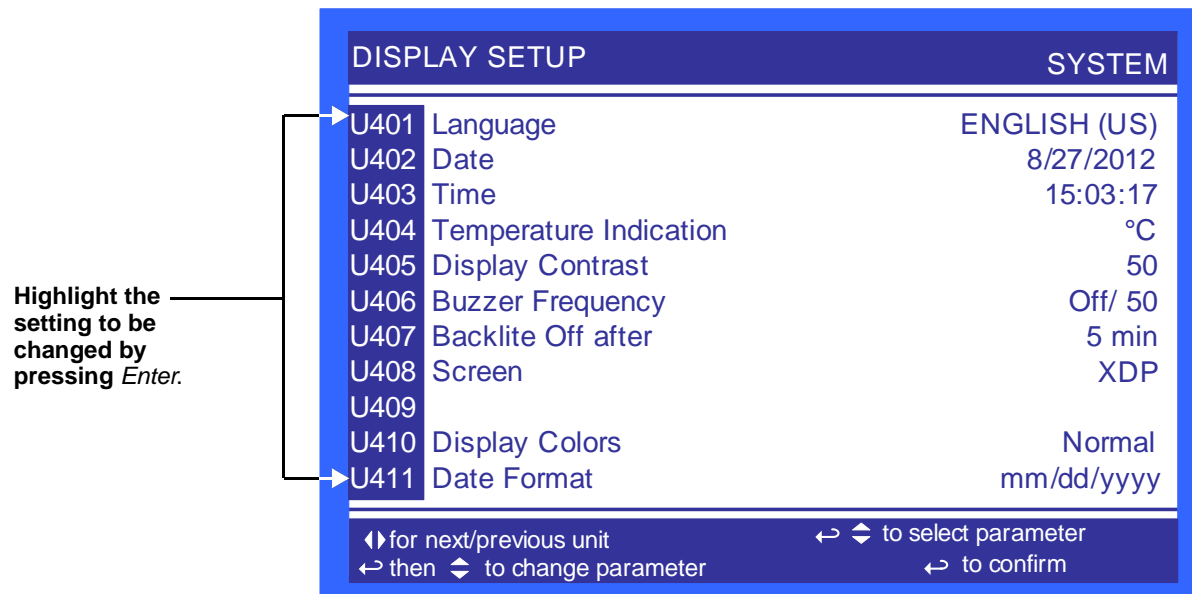 DISPLAY SETUP SYSTEM
U401 Language ENGLISH (US)
U402 Date 8/27/2012
U403 Time 15:03:17
U404 Temperature Indication °C
U405 Display Contrast 50
U406 Buzzer Frequency Off/ 50
U407 Backlite Off after 5 min
U408 Screen XDP
U409
U410 Display Colors Normal
U411 Date Format mm/dd/yyyy
for next/previous unit to select parameter
then to change parameter to confirm
Highlight the
setting to be
changed by
pressing Enter.